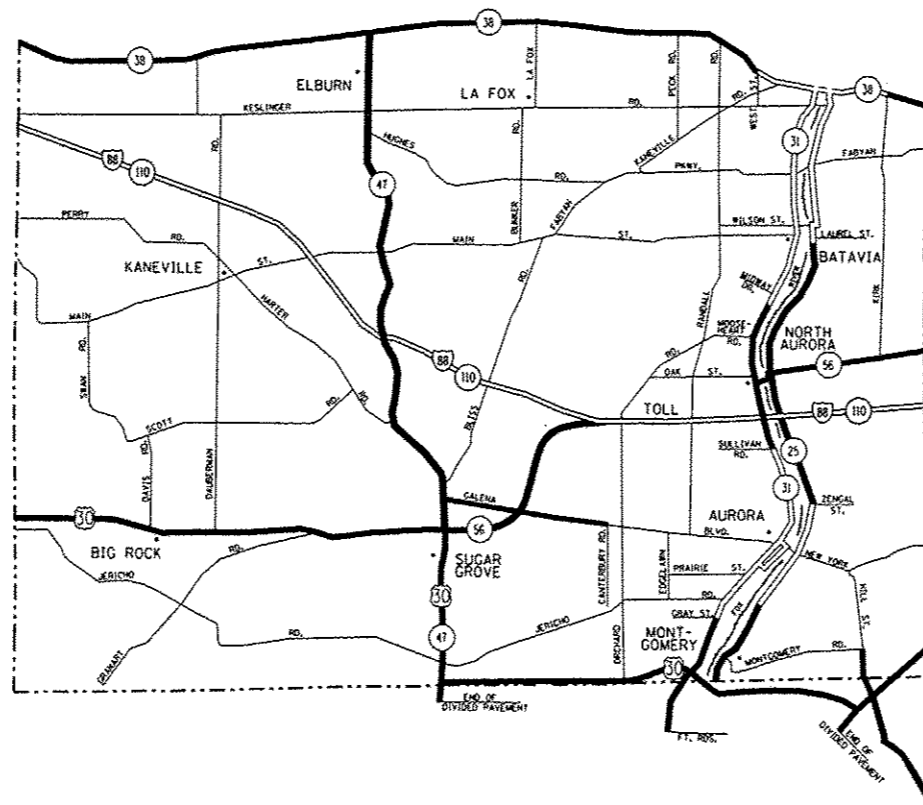 38
38
38
38
ELBURN
LA FOX
LA FOX
PECK RD.
RD.
WEST ST.
KESLINGER
RD.
RD.
31
88
110
HUGHES
RD.
BLAKER RD.
KANEVILLE RD.
FABYAN
PKWY.
47
FABYAN RD.
WILSON ST.
LAUREL ST.
BATAVIA
PERRY
RD.
MAIN
ST.
MAIN
ST.
KANEVILLE
HARTER
RD.
MIDWAY DR.
RIVER
KIRK
RANDALL
MOOSE-
HEART
RD.
NORTH
AURORA
56
88
110
RD.
OAK
ST.
BLISS
TOLL
88
110
SWAN RD.
SCOTT
RD.
DAVIS RD.
DAUBERMAN
RD.
SULLIVAN
RD.
25
31
GALENA
BLVD.
ZENGAL
ST.
AURORA
30
56
BIG ROCK
JERICHO
RD.
RD.
GRANART
SUGAR
GROVE
CANTERBURY RD.
EDGELAWN
PRAIRIE
ST.
NEW YORK
HILL ST.
30
47
JERICHO
RD.
GRAY ST.
FOX
ORCHARD
MONT-
GOMERY
30
MONTGOMERY
RD.
END OF
DIVIDED PAVEMENT
FT. RDS.
END OF
DIVIDED PAVEMENT